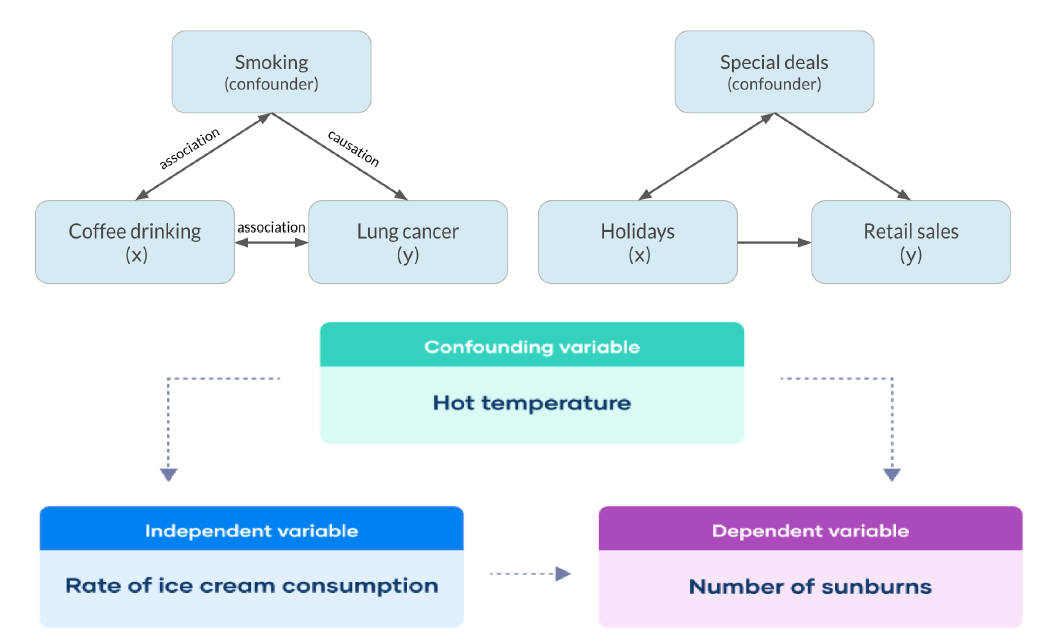 Smoking
(confounder)
association
causation
Coffee drinking
(x)
association
Lung cancer
(y)
Special deals
(confounder)
Holidays
(x)
Retail sales
(y)
Confounding variable
Hot temperature
Independent variable
Rate of ice cream consumption
Dependent variable
Number of sunburns